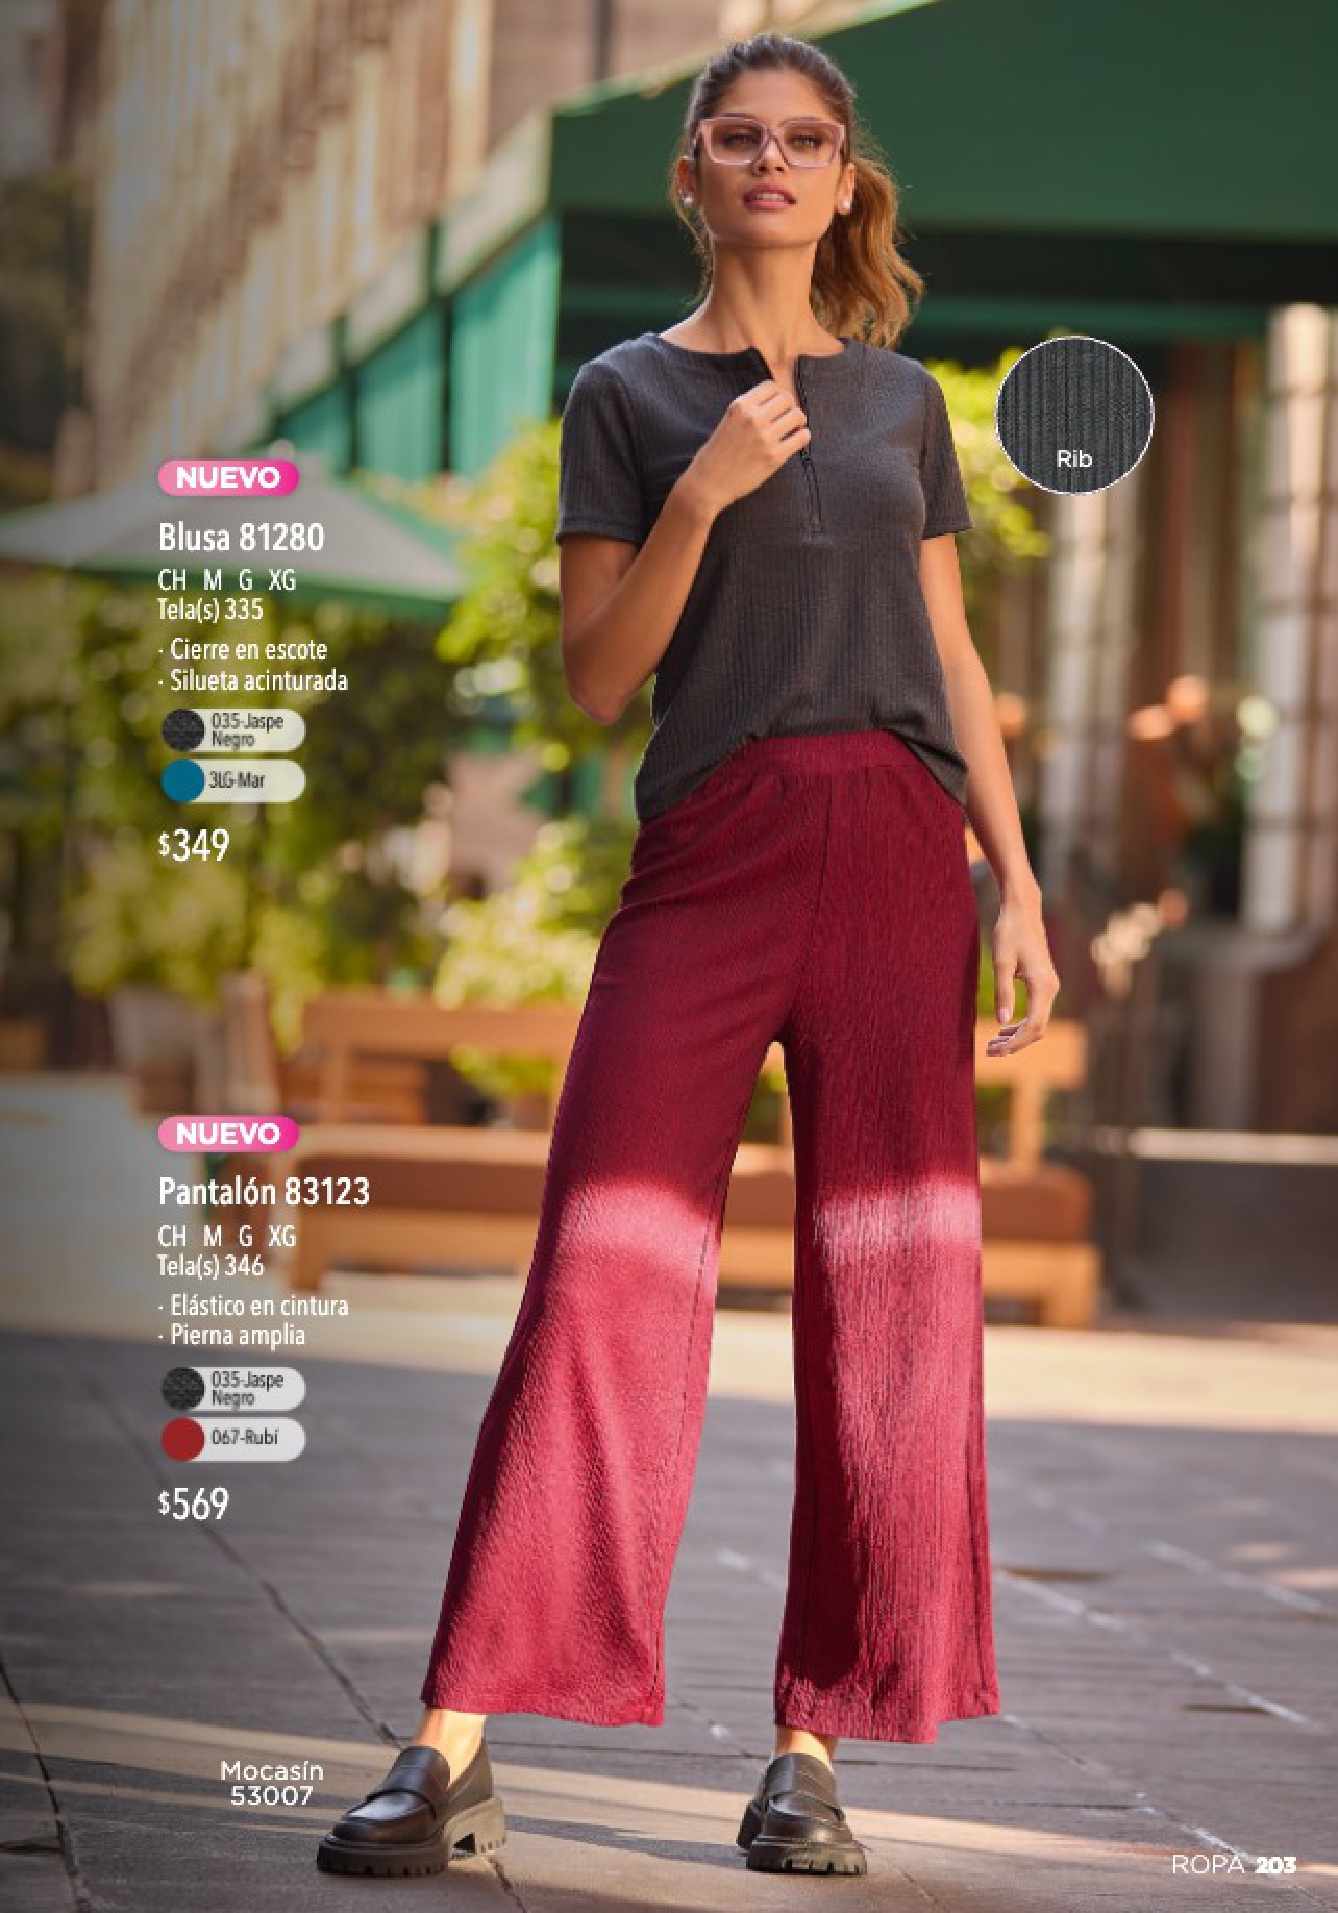 Rib
NUEVO
Blusa 81280
CH M G XG
Tela(s) 335
- Cierre en escote
- Silueta acinturada
035-Jaspe
Negro
3LG-Mar
$349
NUEVO
Pantalón 83123
CH M G XG
Tela(s) 346
- Elástico en cintura
- Pierna amplia
035-Jaspe
Negro
067-Rubí
$569
Mocasín
53007
ROPA 203